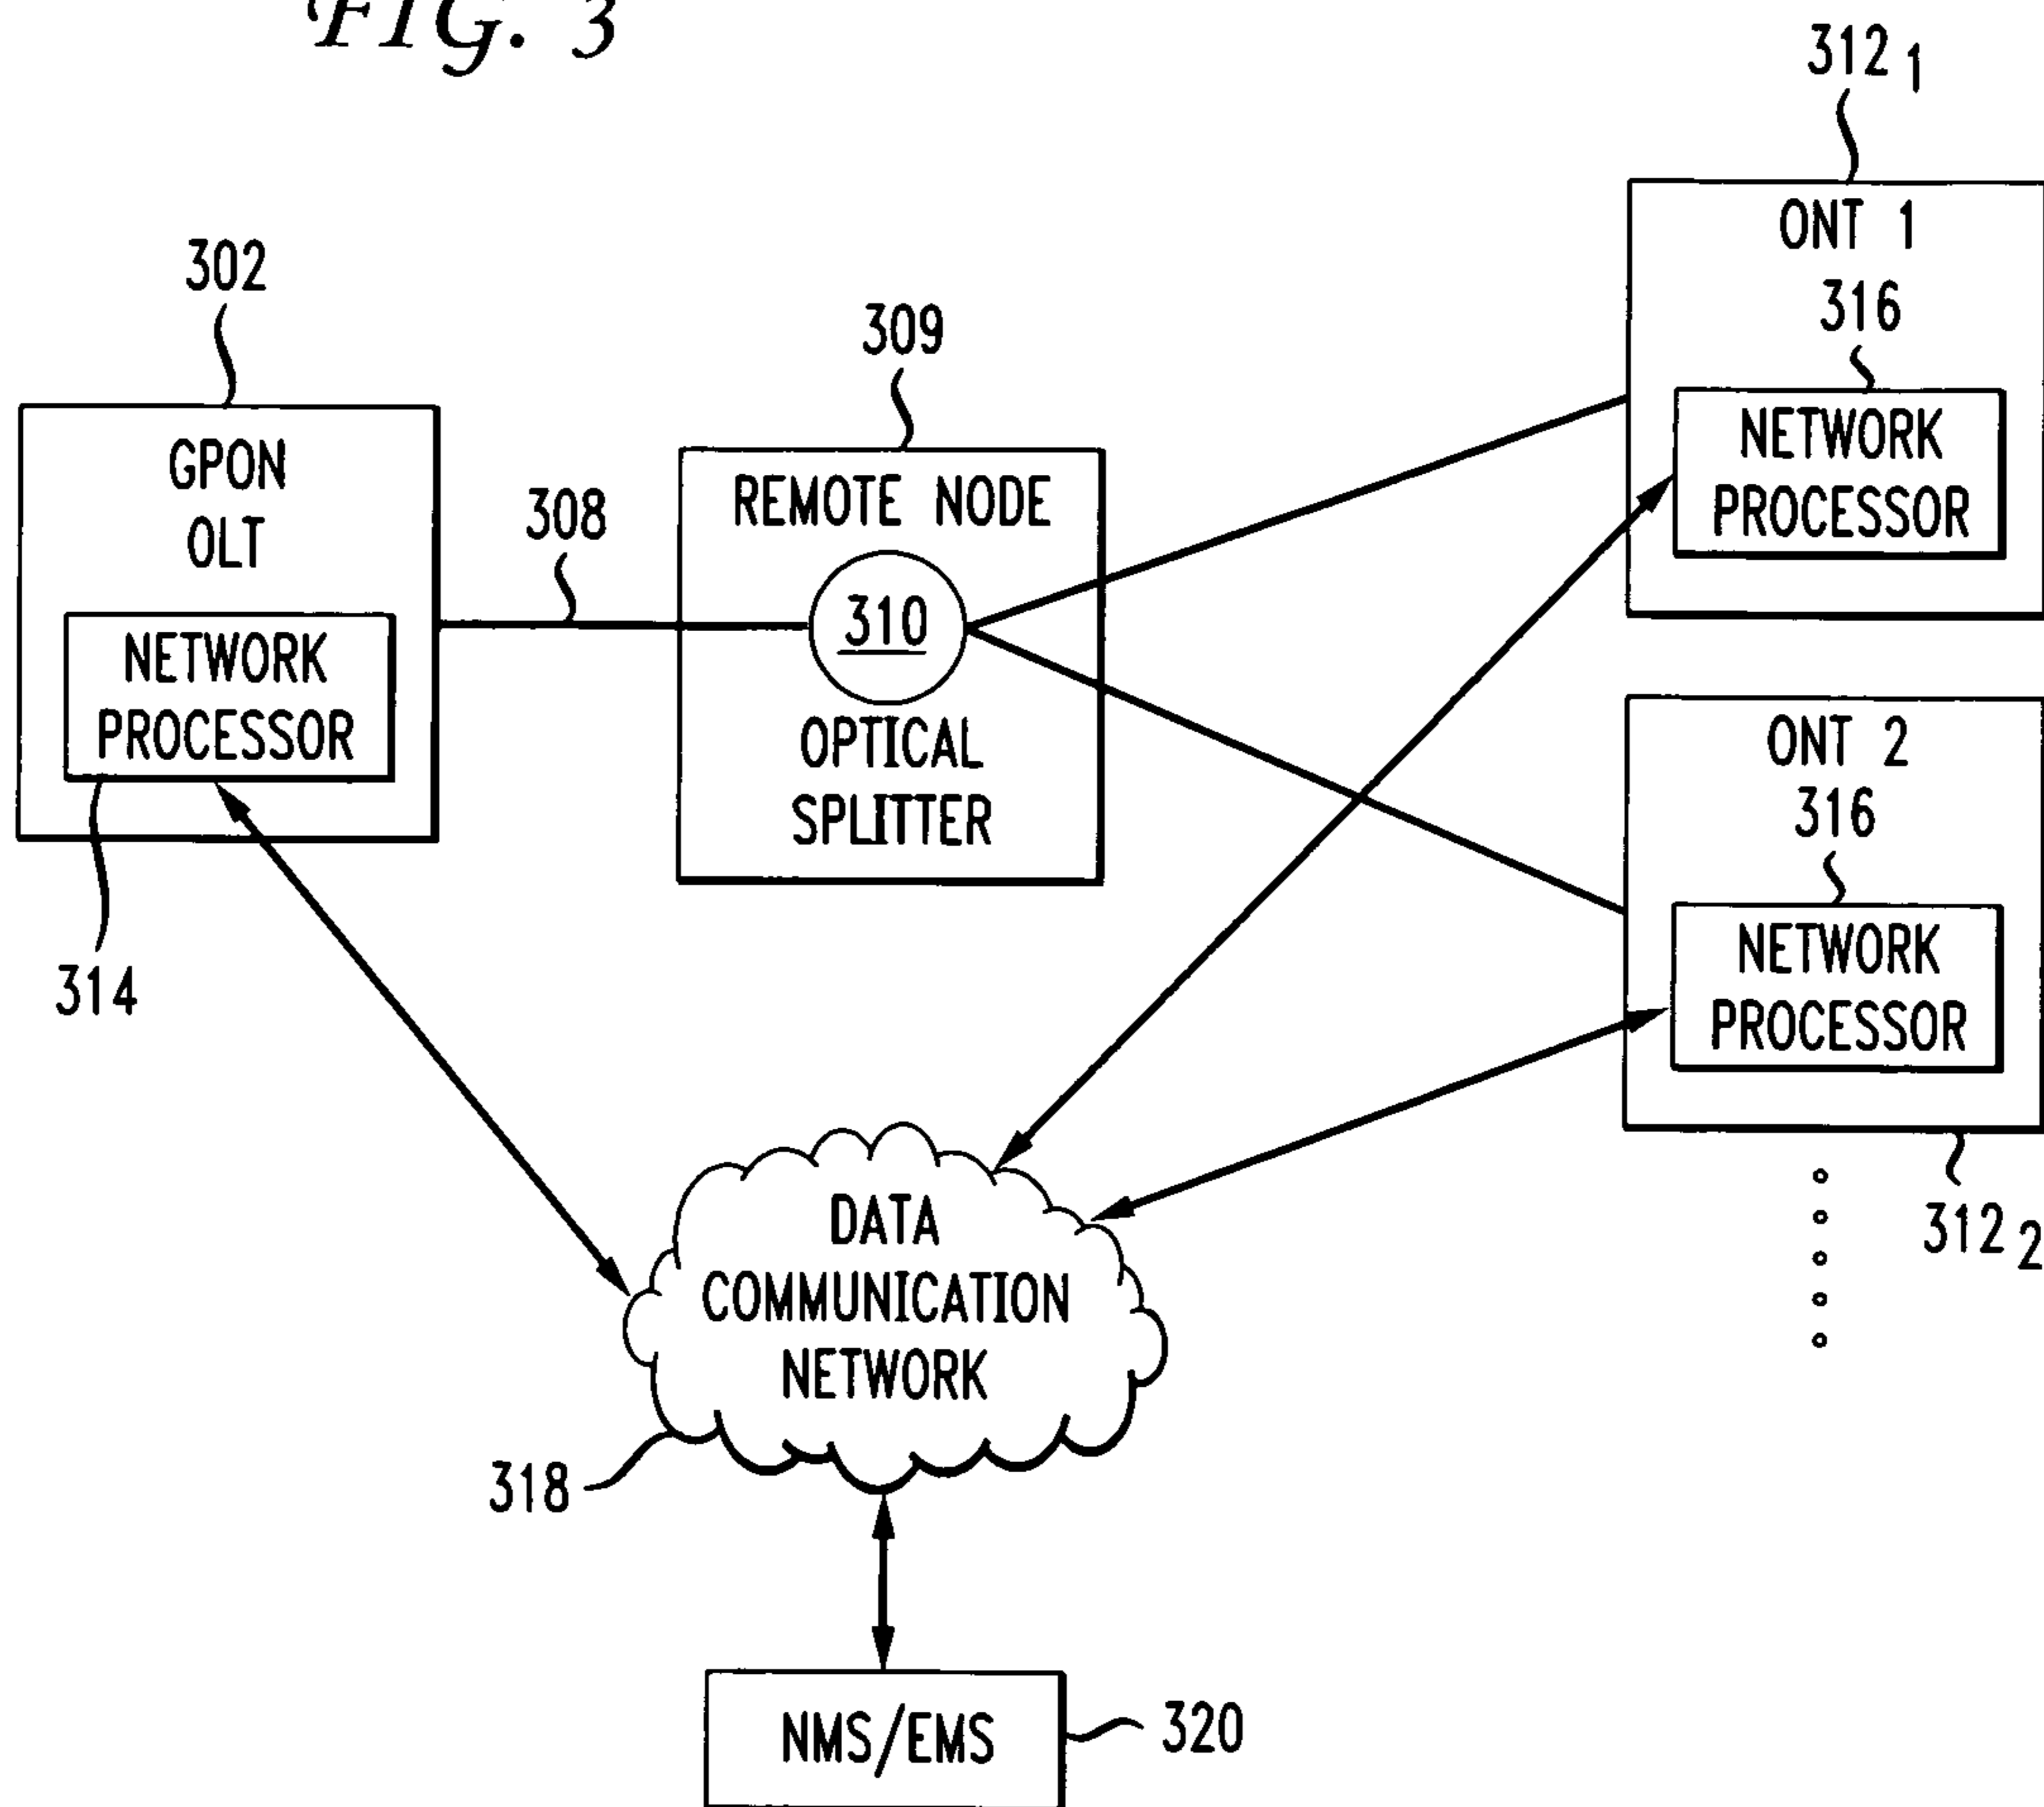 FIG. 3
312 1
ONT 1
316
NETWORK
PROCESSOR
302
GPON
OLT
NETWORK
PROCESSOR
314
308
309
REMOTE NODE
310
OPTICAL
SPLITTER
ONT 2
316
NETWORK
PROCESSOR
312 2
DATA
COMMUNICATION
NETWORK
318
NMS/EMS
320